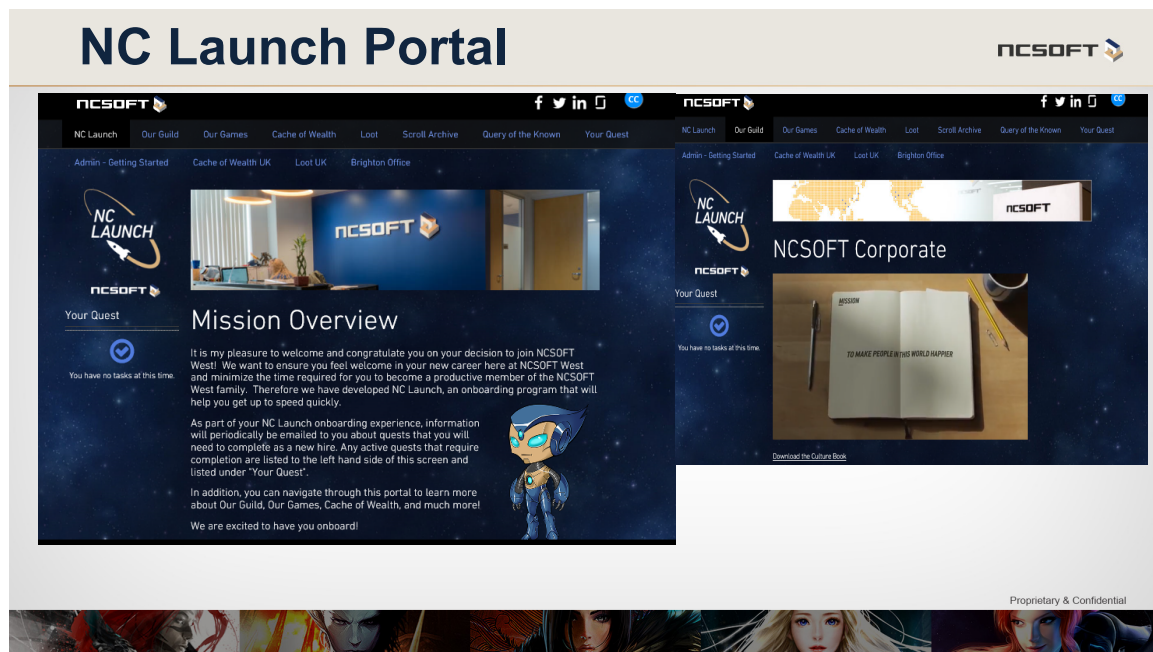 NC Launch Portal
NCSOFT
NCSOFT
CC
NC Launch
Our Guild
Our Games
Cache of Wealth
Loot
Scroll Archive
Query of the Known
Your Quest
Admin - Getting Started
Cache of Wealth UK
Loot UK
Brighton Office
NC
LAUNCH
NCSOFT
Your Quest
You have no tasks at this time.
NCSOFT
Mission Overview
It is my pleasure to welcome and congratulate you on your decision to join NCSOFT
West! We want to ensure you feel welcome in your new career here at NCSOFT West
and minimize the time required for you to become a productive member of the NCSOFT
West family. Therefore we have developed NC Launch, an onboarding program that will
help you get up to speed quickly.
As part of your NC Launch onboarding experience, information
will periodically be emailed to you about quests that you will
need to complete as a new hire. Any active quests that require
completion are listed to the left hand side of this screen and
listed under "Your Quest".
In addition, you can navigate through this portal to learn more
about Our Guild, Our Games, Cache of Wealth, and much more!
We are excited to have you onboard!
NCSOFT
CC
NC Launch
Our Guild
Our Games
Cache of Wealth
Loot
Scroll Archive
Query of the Known
Your Quest
Admin - Getting Started
Cache of Wealth UK
Loot UK
Brighton Office
NC
LAUNCH
NCSOFT
Your Quest
You have no tasks at this time.
NCSOFT
NCSOFT Corporate
MISSION
TO MAKE PEOPLE IN THIS WORLD HAPPIER
Download the Culture Book
Proprietary & Confidential